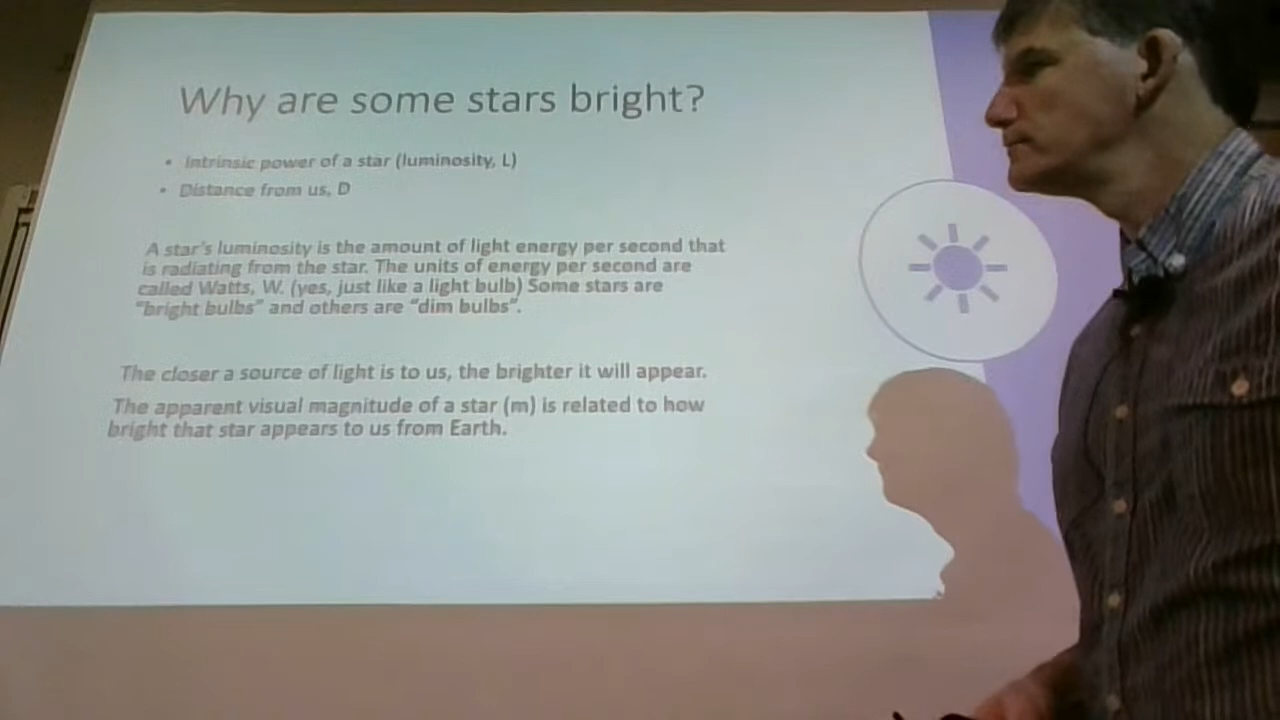 Why are some stars bright?
• Intrinsic power of a star (luminosity, L)
• Distance from us, D
A star's luminosity is the amount of light energy per second that
is radiating from the star. The units of energy per second are
called Watts, W. (yes, just like a light bulb) Some stars are
"bright bulbs" and others are "dim bulbs".
The closer a source of light is to us, the brighter it will appear.
The apparent visual magnitude of a star (m) is related to how
bright that star appears to us from Earth.